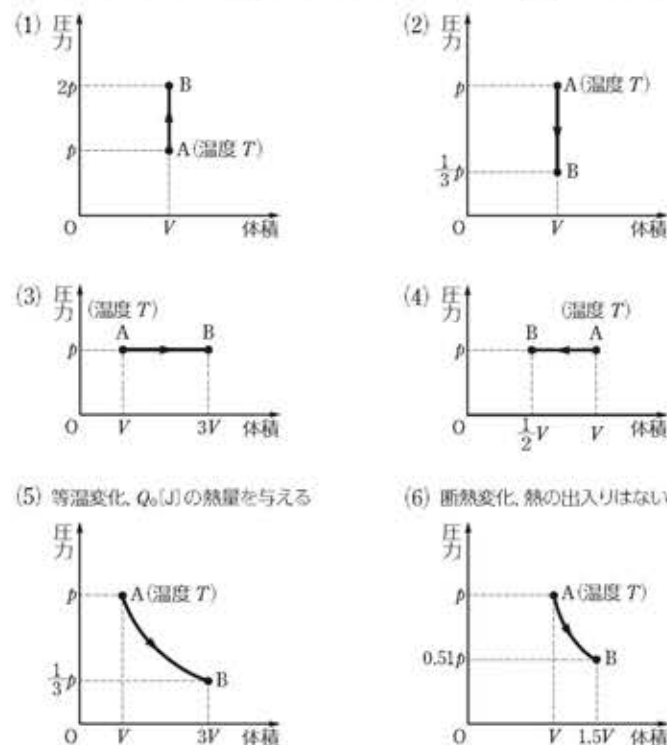 (1) 圧力
2p
B
p
A(温度 T)
O
V
体積
(2) 圧力
p
A(温度 T)
1/3 p
B
O
V
体積
(3) 圧力
(温度 T)
A
B
p
O
V
3V
体積
(4) 圧力
(温度 T)
B
A
p
O
1/2 V
V
体積
(5) 等温変化、Q₀[J]の熱量を与える
圧力
p
A(温度 T)
1/3 p
B
O
V
3V
体積
(6) 断熱変化、熱の出入りはない
圧力
p
A(温度 T)
0.51p
B
O
V
1.5V
体積